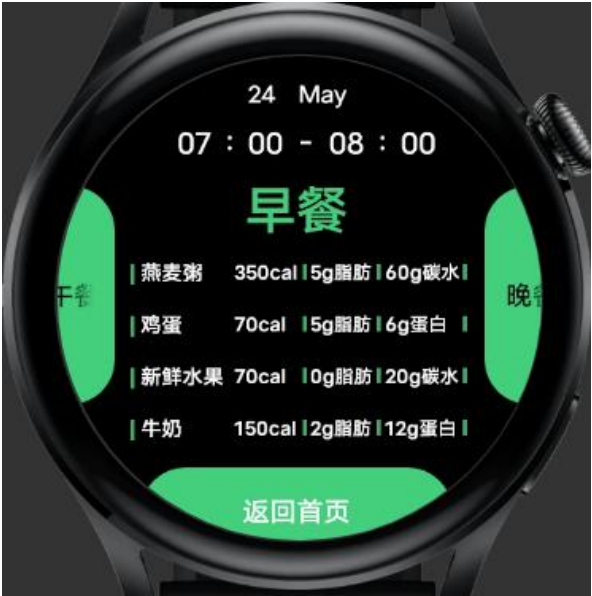 24 May
07 : 00 - 08 : 00
早餐
燕麦粥 350cal 5g脂肪 60g碳水
鸡蛋 70cal 5g脂肪 6g蛋白
新鲜水果 70cal 0g脂肪 20g碳水
牛奶 150cal 2g脂肪 12g蛋白
午餐
晚
返回首页